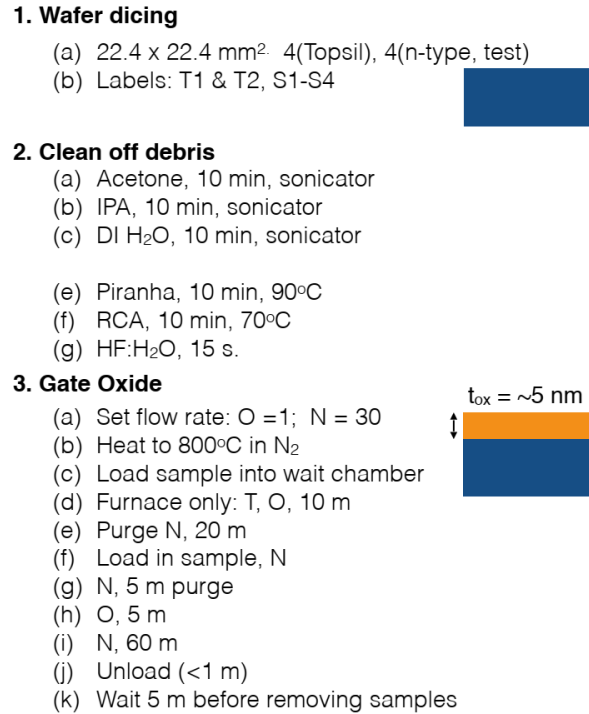 1. Wafer dicing
(a) 22.4 x 22.4 mm2. 4(Topsil), 4(n-type, test)
(b) Labels: T1 & T2, S1-S4
2. Clean off debris
(a) Acetone, 10 min, sonicator
(b) IPA, 10 min, sonicator
(c) DI H2O, 10 min, sonicator
(e) Piranha, 10 min, 90ºC
(f) RCA, 10 min, 70ºC
(g) HF:H2O, 15 s.
3. Gate Oxide
tox = ~5 nm
(a) Set flow rate: O =1; N = 30
(b) Heat to 800ºC in N2
(c) Load sample into wait chamber
(d) Furnace only: T, O, 10 m
(e) Purge N, 20 m
(f) Load in sample, N
(g) N, 5 m purge
(h) O, 5 m
(i) N, 60 m
(j) Unload (<1 m)
(k) Wait 5 m before removing samples